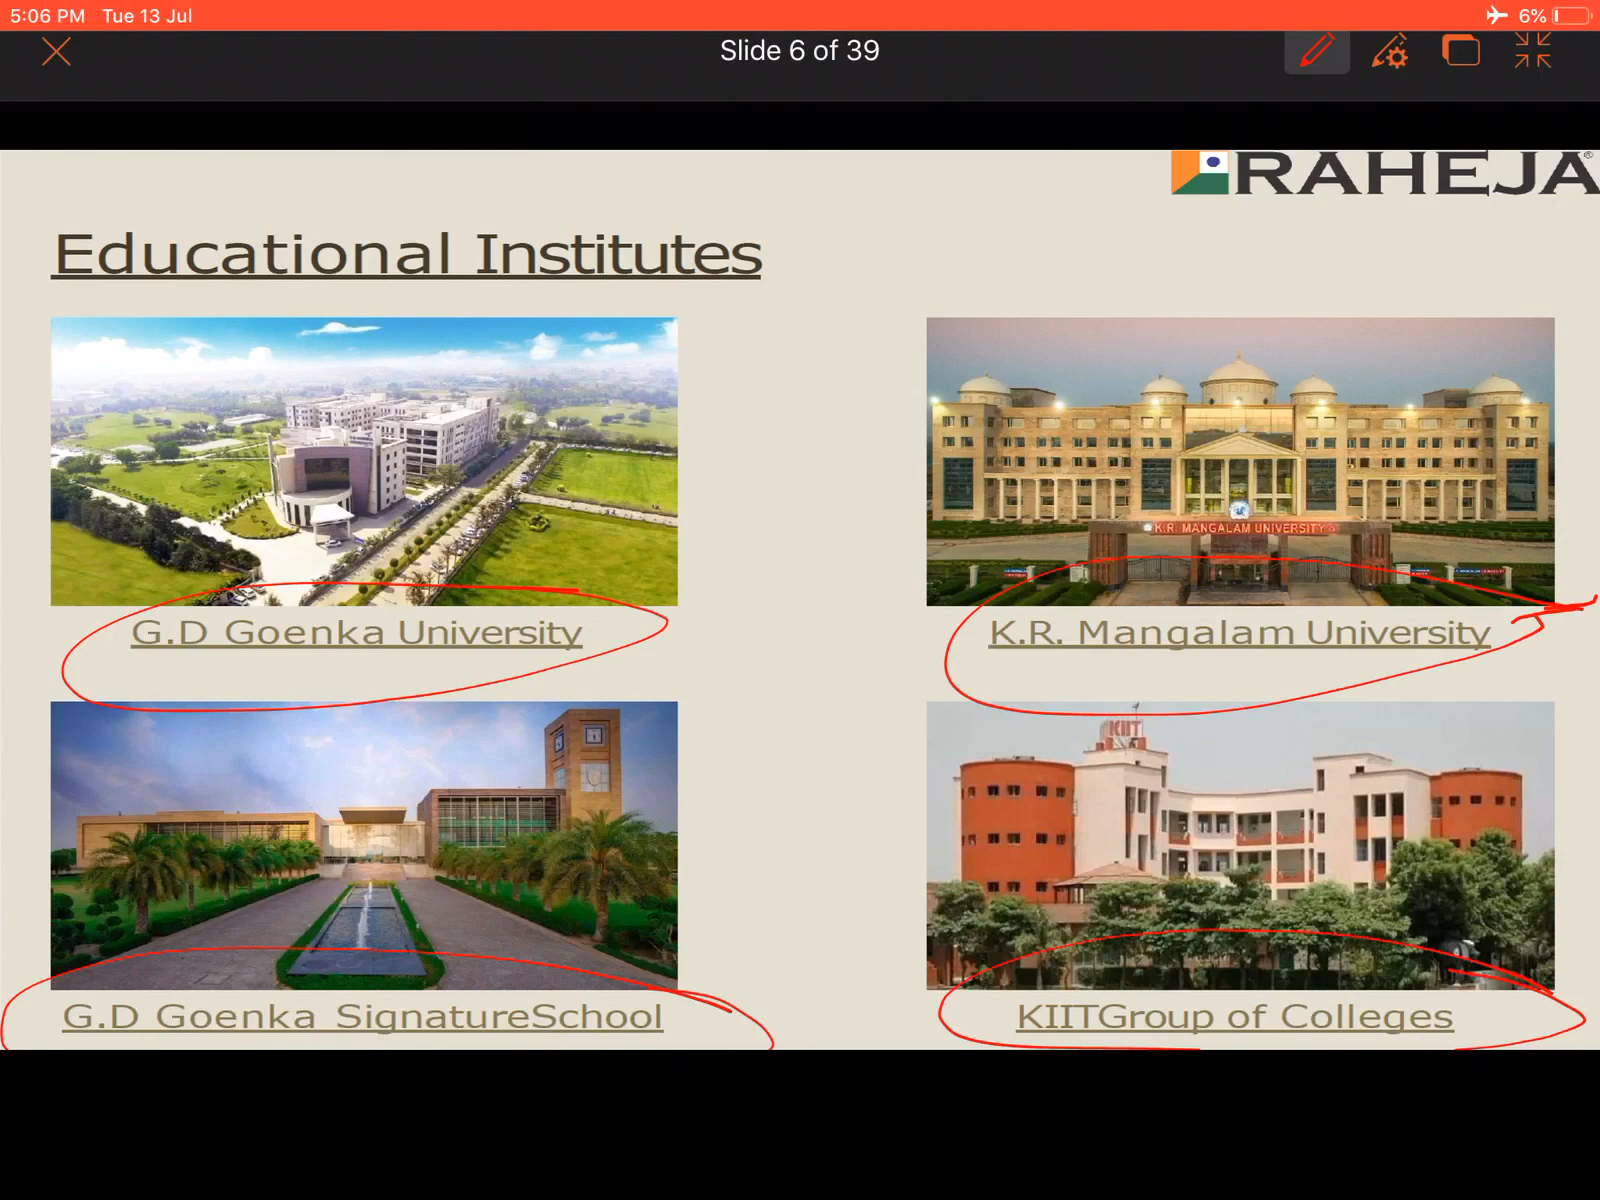 5:06 PM Tue 13 Jul 6%
Slide 6 of 39
RAHEJA®
Educational Institutes
K.R. MANGALAM UNIVERSITY
G.D Goenka University
K.R. Mangalam University
KIIT
G.D Goenka SignatureSchool
KIITGroup of Colleges